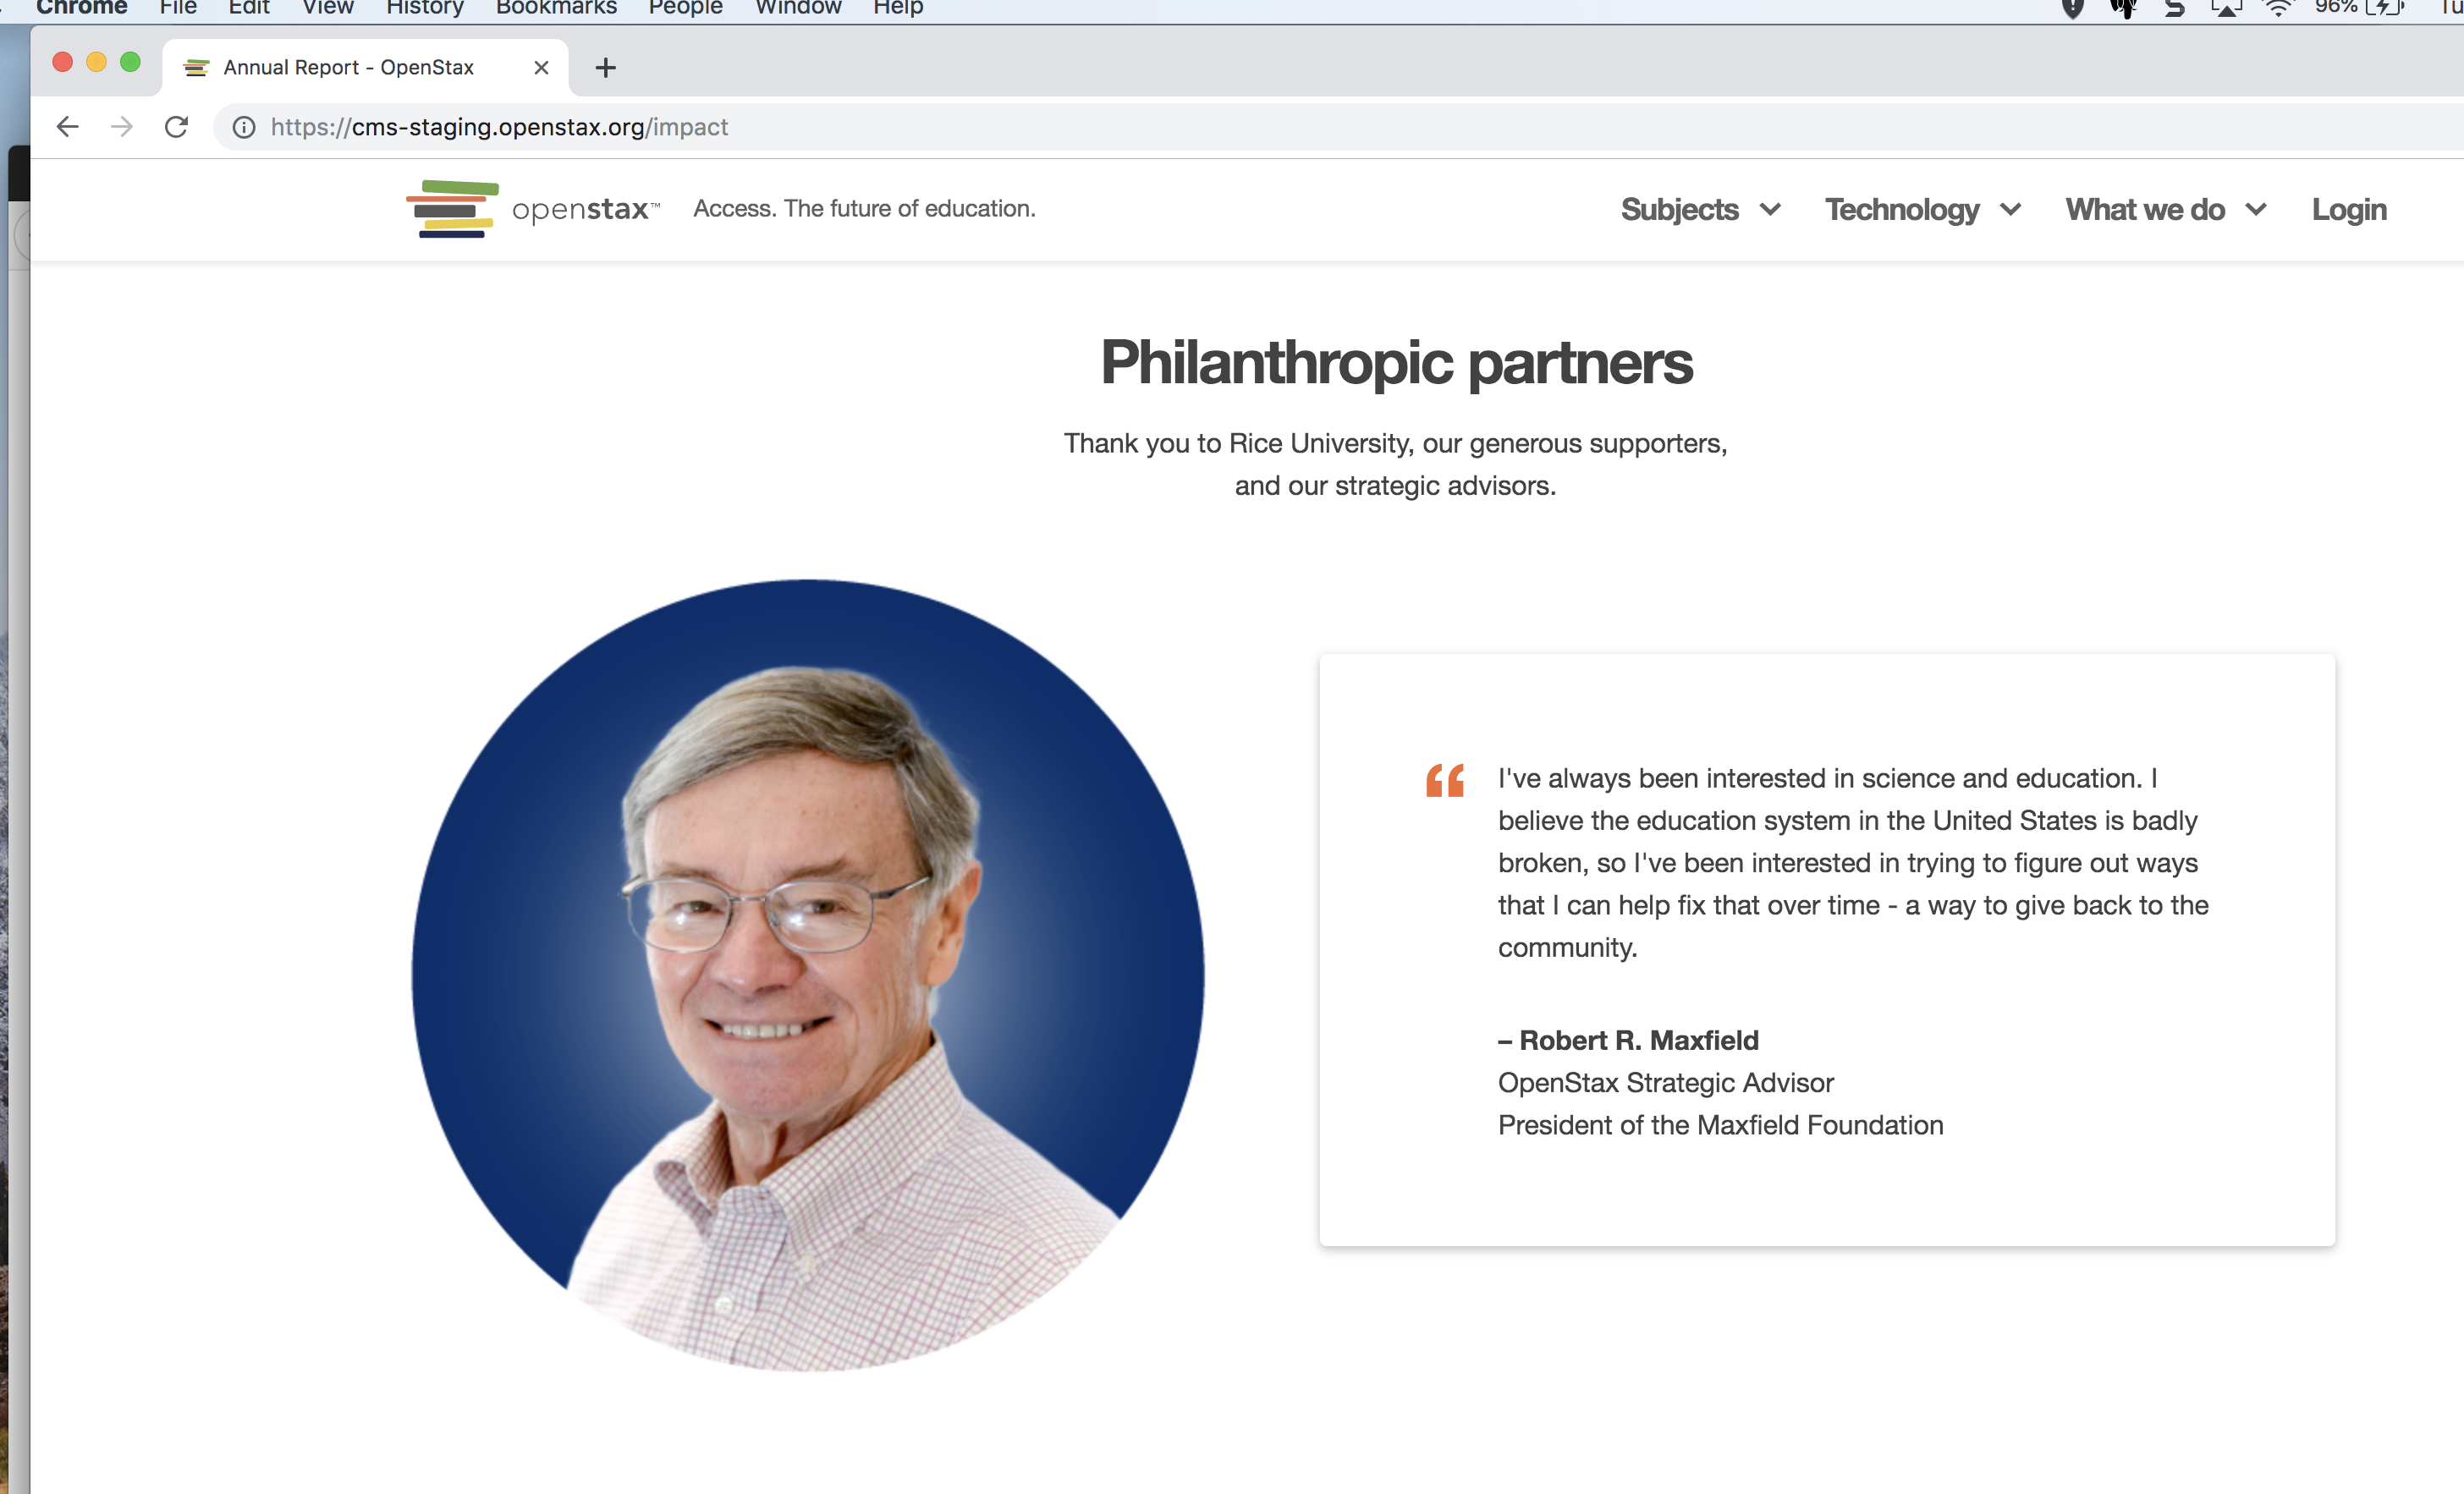 Chrome File Edit View History Bookmarks People Window Help 96% Tu
Annual Report - OpenStax
https://cms-staging.openstax.org/impact
openstax™ Access. The future of education. Subjects Technology What we do Login
Philanthropic partners
Thank you to Rice University, our generous supporters,
and our strategic advisors.
“ I've always been interested in science and education. I
believe the education system in the United States is badly
broken, so I've been interested in trying to figure out ways
that I can help fix that over time - a way to give back to the
community.
– Robert R. Maxfield
OpenStax Strategic Advisor
President of the Maxfield Foundation